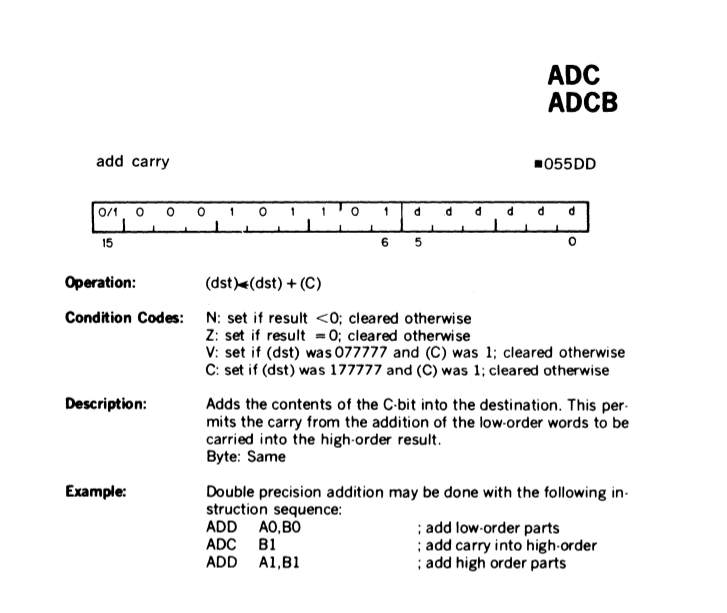 ADC
ADCB
add carry ■055DD
0/1 0 0 0 1 0 1 1 0 1 d d d d d d
15 6 5 0
Operation: (dst)←(dst) + (C)
Condition Codes: N: set if result <0; cleared otherwise
Z: set if result = 0; cleared otherwise
V: set if (dst) was 077777 and (C) was 1; cleared otherwise
C: set if (dst) was 177777 and (C) was 1; cleared otherwise
Description: Adds the contents of the C-bit into the destination. This per-
mits the carry from the addition of the low-order words to be
carried into the high-order result.
Byte: Same
Example: Double precision addition may be done with the following in-
struction sequence:
ADD A0,B0 ; add low-order parts
ADC B1 ; add carry into high-order
ADD A1,B1 ; add high order parts